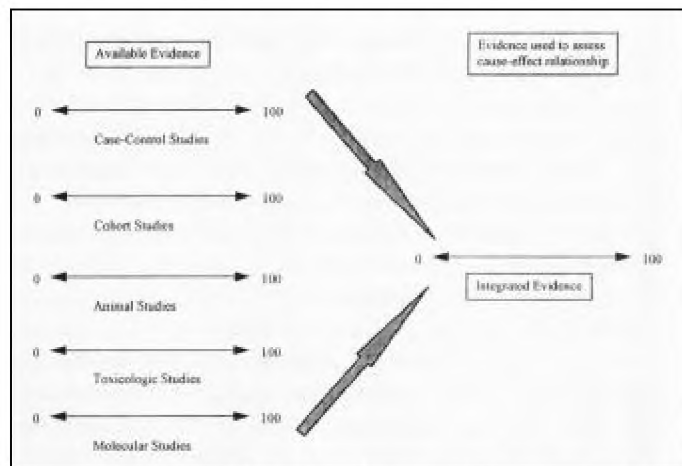 Available Evidence
Evidence used to assess
cause-effect relationship
0 100
Case-Control Studies
0 100
Cohort Studies
0 100
Integrated Evidence
0 100
Animal Studies
0 100
Toxicologic Studies
0 100
Molecular Studies